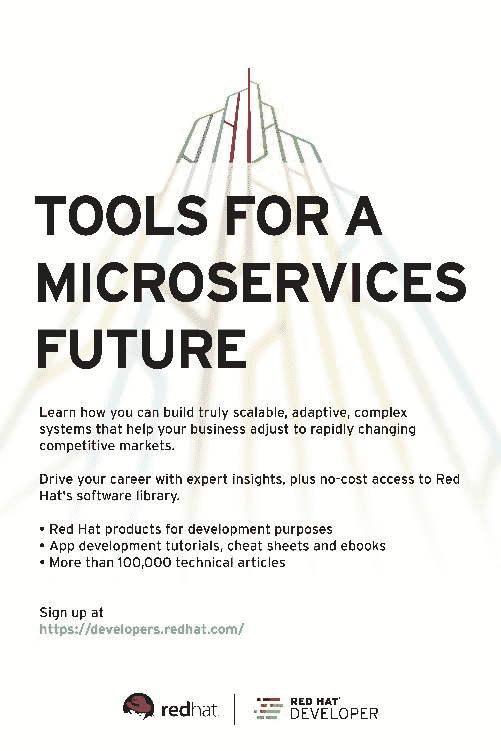 TOOLS FOR A
MICROSERVICES
FUTURE
Learn how you can build truly scalable, adaptive, complex
systems that help your business adjust to rapidly changing
competitive markets.
Drive your career with expert insights, plus no-cost access to Red
Hat's software library.
• Red Hat products for development purposes
• App development tutorials, cheat sheets and ebooks
• More than 100,000 technical articles
Sign up at
https://developers.redhat.com/
redhat.
RED HAT®
DEVELOPER